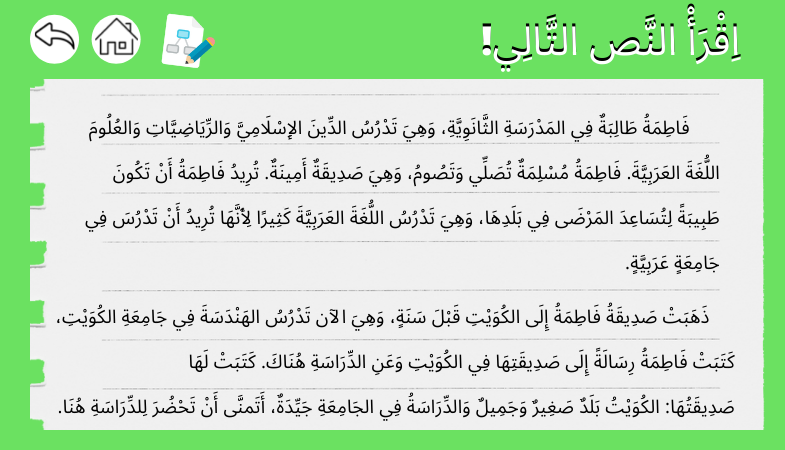 اِقْرَأْ النَّص التَّالِي!
فَاطِمَةُ طَالِبَةٌ فِي المَدْرَسَةِ الثَّانَوِيَّةِ، وَهِيَ تَدْرُسُ الدِّينَ الإسْلَامِيَّ وَالرِّيَاضِيَّاتِ وَالعُلُومَ
اللُّغَةَ العَرَبِيَّةَ. فَاطِمَةُ مُسْلِمَةٌ تُصَلِّي وَتَصُومُ، وَهِيَ صَدِيقَةٌ أَمِينَةٌ. تُرِيدُ فَاطِمَةُ أَنْ تَكُونَ
طَبِيبَةً لِتُسَاعِدَ المَرْضَى فِي بَلَدِهَا، وَهِيَ تَدْرُسُ اللُّغَةَ العَرَبِيَّةَ كَثِيرًا لِأَنَّهَا تُرِيدُ أَنْ تَدْرُسَ فِي
جَامِعَةٍ عَرَبِيَّةٍ.
ذَهَبَتْ صَدِيقَةُ فَاطِمَةُ إِلَى الكُوَيْتِ قَبْلَ سَنَةٍ، وَهِيَ الآن تَدْرُسُ الهَنْدَسَةَ فِي جَامِعَةِ الكُوَيْتِ،
كَتَبَتْ فَاطِمَةُ رِسَالَةً إِلَى صَدِيقَتِهَا فِي الكُوَيْتِ وَعَنِ الدِّرَاسَةِ هُنَاكَ. كَتَبَتْ لَهَا
صَدِيقَتُهَا: الكُوَيْتُ بَلَدٌ صَغِيرٌ وَجَمِيلٌ وَالدِّرَاسَةُ فِي الجَامِعَةِ جَيِّدَةٌ، أَتَمنَّى أَنْ تَحْضُرَ لِلدِّرَاسَةِ هُنَا.